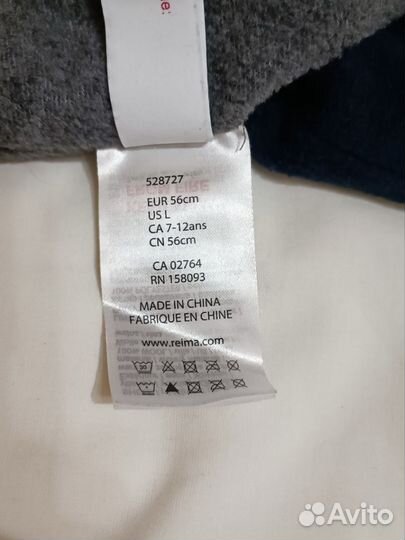 528727
EUR 56cm
US L
CA 7-12ans
CN 56cm
CA 02764
RN 158093
MADE IN CHINA
FABRIQUE EN CHINE
www.reima.com
Avito